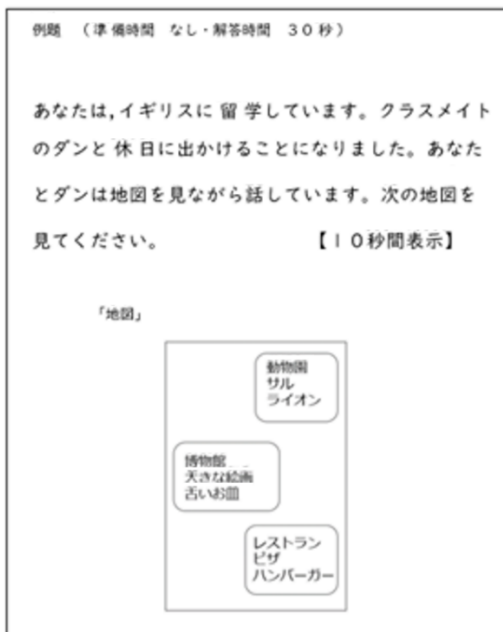 例題 （準備時間 なし・解答時間 30秒）
あなたは,イギリスに 留 学しています。クラスメイト
のダンと 休 日に出かけることになりました。あなた
とダンは地図を見ながら話しています。次の地図を
見てください。 【10秒間表示】
「地図」
動物園
サル
ライオン
博物館
天きな絵画
舌いお皿
レストラン
ピザ
ハンバーガー